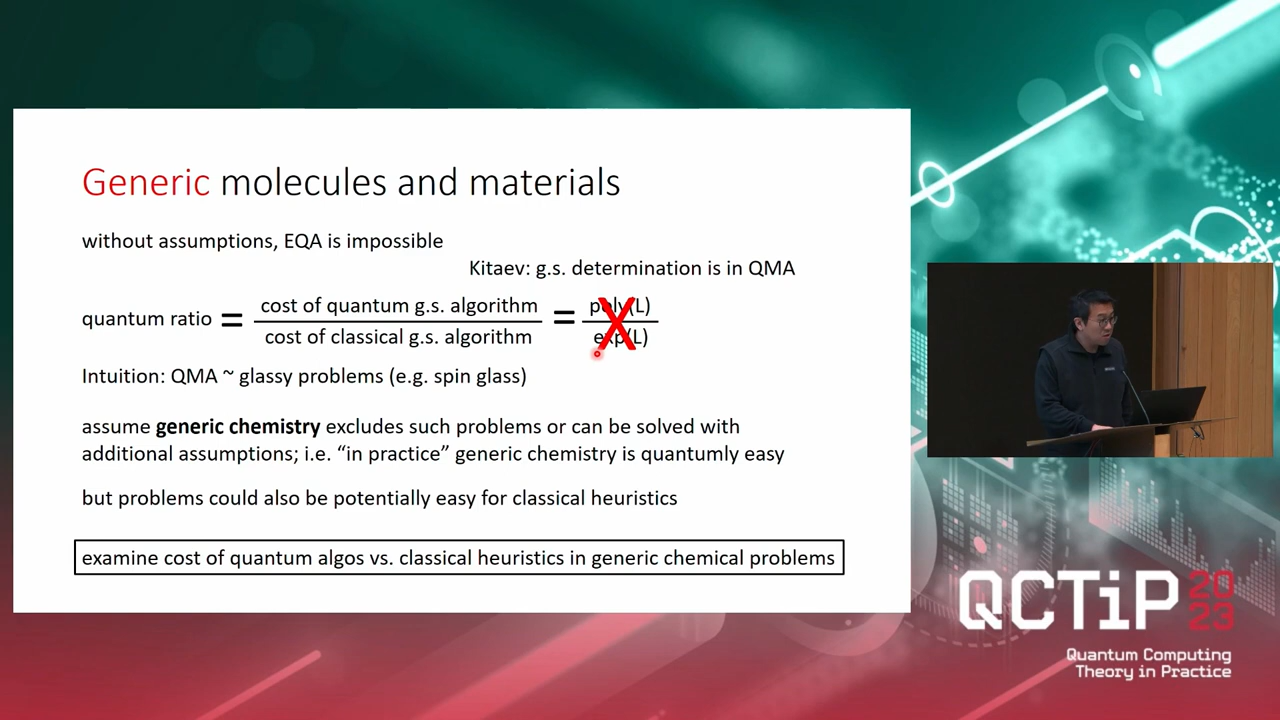 Generic molecules and materials
without assumptions, EQA is impossible
Kitaev: g.s. determination is in QMA
quantum ratio = cost of quantum g.s. algorithm / cost of classical g.s. algorithm = poly(L) / exp(L)
Intuition: QMA ~ glassy problems (e.g. spin glass)
assume generic chemistry excludes such problems or can be solved with
additional assumptions; i.e. “in practice” generic chemistry is quantumly easy
but problems could also be potentially easy for classical heuristics
examine cost of quantum algos vs. classical heuristics in generic chemical problems
QCTiP 20
23
Quantum Computing
Theory in Practice